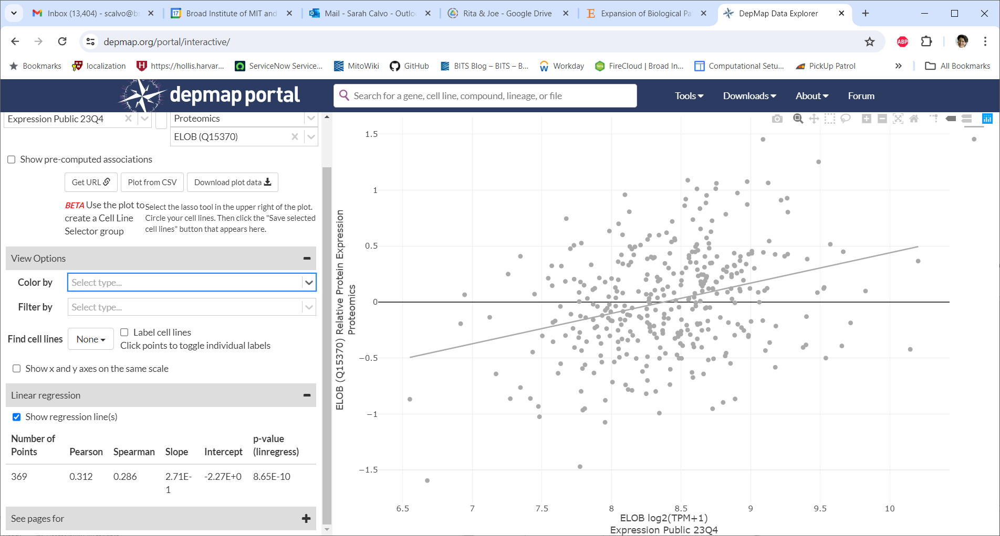 Inbox (13,404) - scalvo@br
Broad Institute of MIT and
Mail - Sarah Calvo - Outlo
Rita & Joe - Google Drive
Expansion of Biological Pa
DepMap Data Explorer
depmap.org/portal/interactive/
ABP
Bookmarks
localization
https://hollis.harvar...
ServiceNow Service...
MitoWiki
GitHub
BITS Blog – BITS – B...
Workday
FireCloud | Broad In...
Computational Setu...
PickUp Patrol
All Bookmarks
depmap portal
Search for a gene, cell line, compound, lineage, or file
Tools
Downloads
About
Forum
Expression Public 23Q4
Proteomics
ELOB (Q15370)
Show pre-computed associations
Get URL
Plot from CSV
Download plot data
BETA Use the plot to
create a Cell Line
Selector group
Select the lasso tool in the upper right of the plot.
Circle your cell lines. Then click the "Save selected
cell lines" button that appears here.
View Options
Color by
Select type...
Filter by
Select type...
Find cell lines
None
Label cell lines
Click points to toggle individual labels
Show x and y axes on the same scale
Linear regression
Show regression line(s)
Number of
Points
Pearson
Spearman
Slope
Intercept
p-value
(linregress)
369
0.312
0.286
2.71E-
1
-2.27E+0
8.65E-10
See pages for
ELOB (Q15370) Relative Protein Expression
Proteomics
1.5
1
0.5
0
−0.5
−1
−1.5
6.5
7
7.5
8
8.5
9
9.5
10
ELOB log2(TPM+1)
Expression Public 23Q4